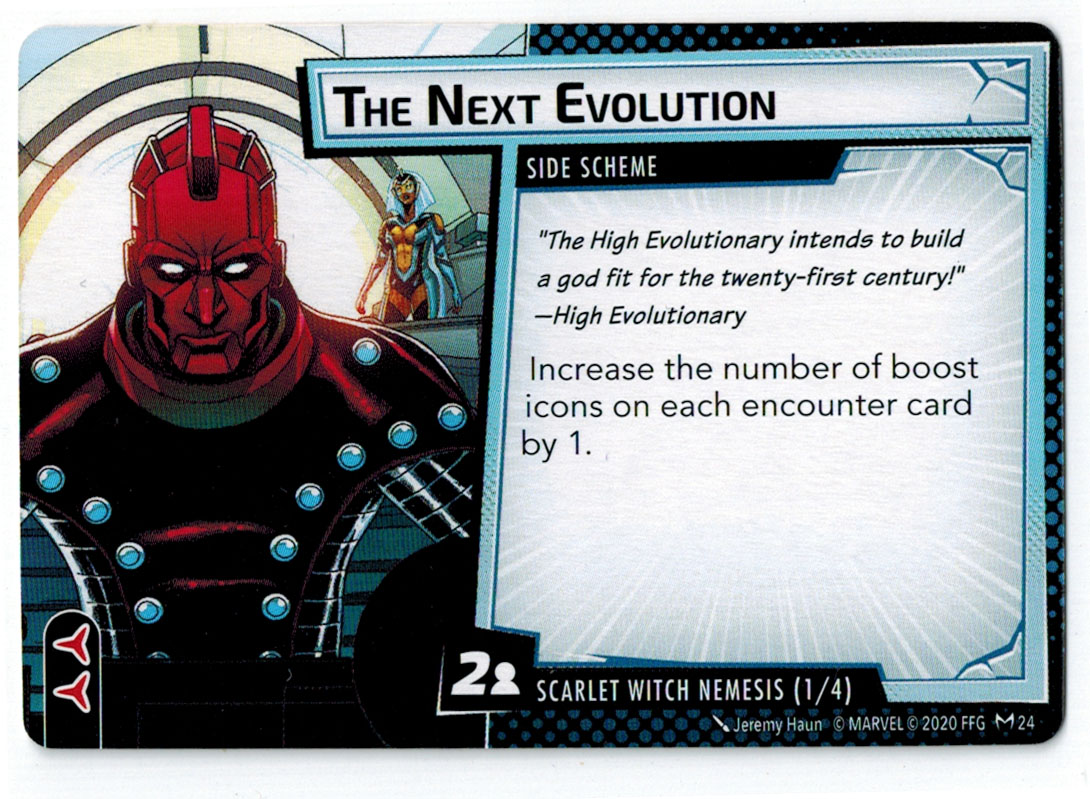 THE NEXT EVOLUTION
SIDE SCHEME
"The High Evolutionary intends to build
a god fit for the twenty-first century!"
—High Evolutionary
Increase the number of boost
icons on each encounter card
by 1.
2
SCARLET WITCH NEMESIS (1/4)
Jeremy Haun © MARVEL © 2020 FFG 24